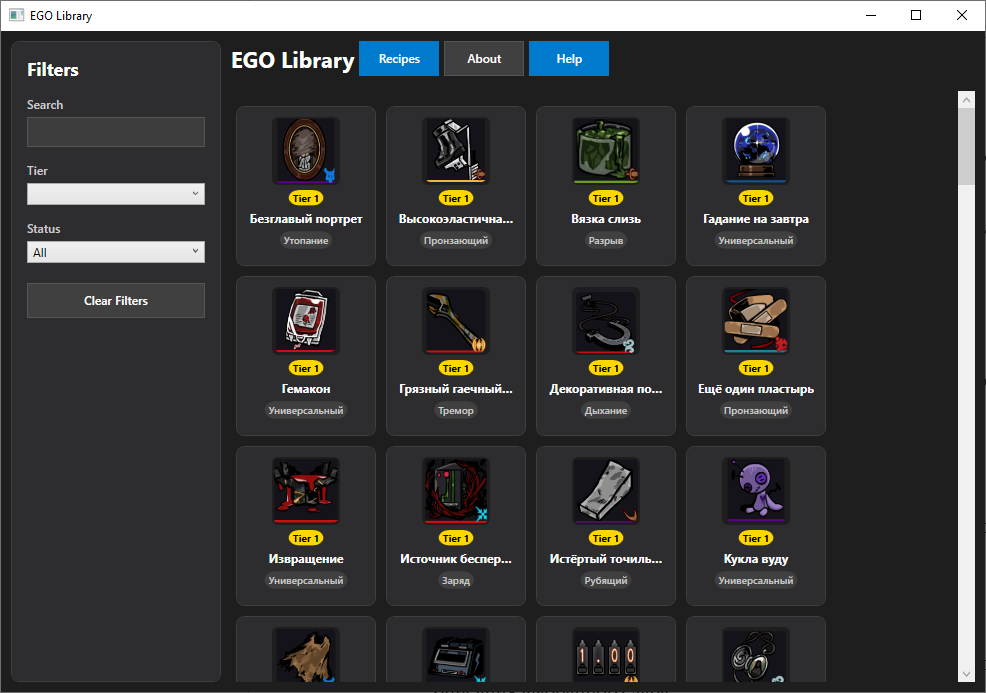 EGO Library
Filters
Search
Tier
Status
All
Clear Filters
EGO Library
Recipes
About
Help
Tier 1
Безглавый портрет
Утопание
Tier 1
Высокоэластична...
Пронзающий
Tier 1
Вязка слизь
Разрыв
Tier 1
Гадание на завтра
Универсальный
Tier 1
Гемакон
Универсальный
Tier 1
Грязный гаечный...
Тремор
Tier 1
Декоративная по...
Дыхание
Tier 1
Ещё один пластырь
Пронзающий
Tier 1
Извращение
Универсальный
Tier 1
Источник беспер...
Заряд
Tier 1
Истёртый точиль...
Рубящий
Tier 1
Кукла вуду
Универсальный
1.00